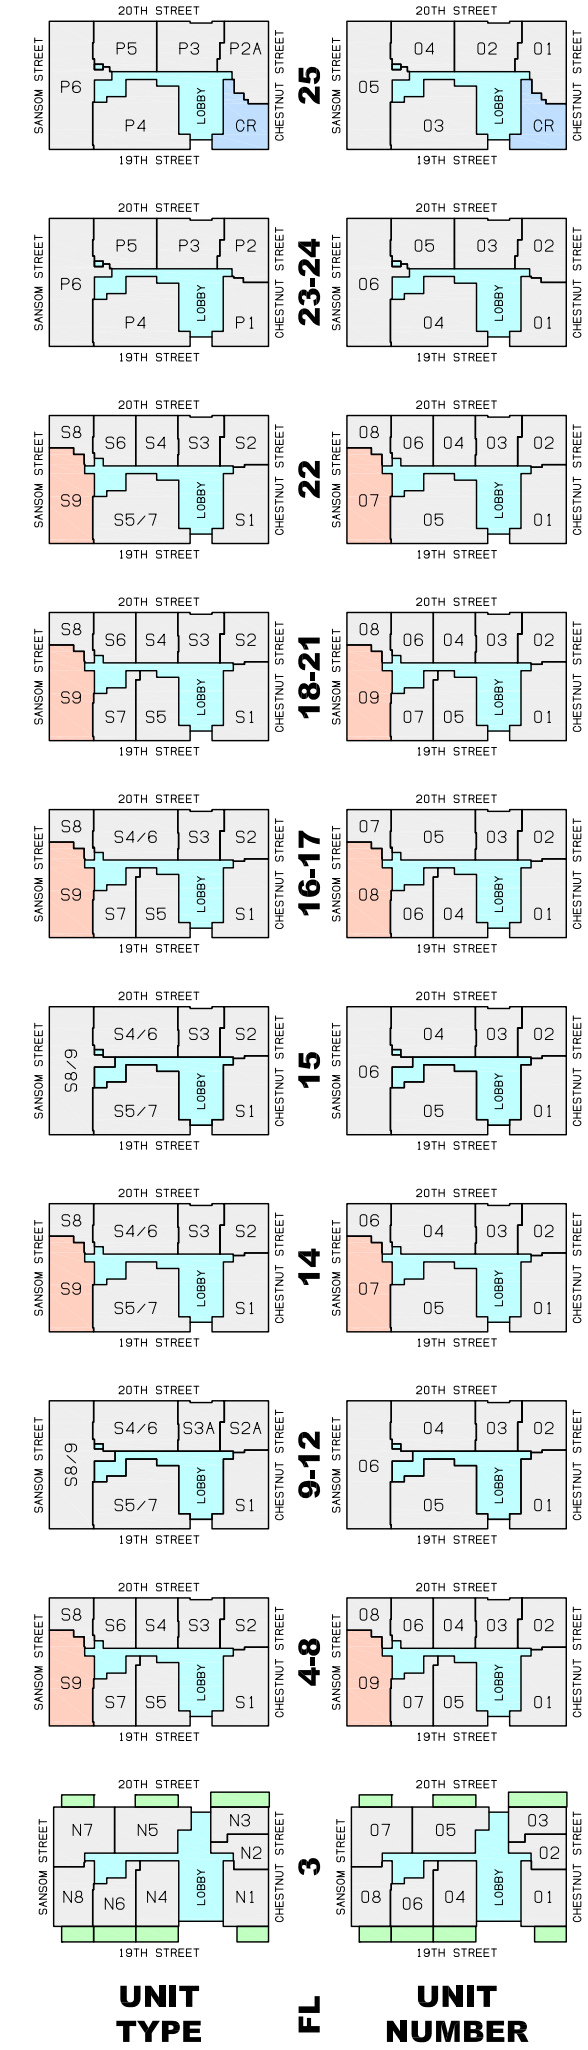 20TH STREET 20TH STREET
SANSOM STREET P6 P5 P3 P2A P4 LOBBY CR CHESTNUT STREET 25 SANSOM STREET 05 04 02 01 03 LOBBY CR CHESTNUT STREET
19TH STREET 19TH STREET
20TH STREET 20TH STREET
SANSOM STREET P6 P5 P3 P2 P4 LOBBY P1 CHESTNUT STREET 23-24 SANSOM STREET 06 05 03 02 04 LOBBY 01 CHESTNUT STREET
19TH STREET 19TH STREET
20TH STREET 20TH STREET
SANSOM STREET S8 S6 S4 S3 S2 S9 S5/7 LOBBY S1 CHESTNUT STREET 22 SANSOM STREET 08 06 04 03 02 07 05 LOBBY 01 CHESTNUT STREET
19TH STREET 19TH STREET
20TH STREET 20TH STREET
SANSOM STREET S8 S6 S4 S3 S2 S9 S7 S5 LOBBY S1 CHESTNUT STREET 18-21 SANSOM STREET 08 06 04 03 02 09 07 05 LOBBY 01 CHESTNUT STREET
19TH STREET 19TH STREET
20TH STREET 20TH STREET
SANSOM STREET S8 S4/6 S3 S2 S9 S7 S5 LOBBY S1 CHESTNUT STREET 16-17 SANSOM STREET 07 05 03 02 08 06 04 LOBBY 01 CHESTNUT STREET
19TH STREET 19TH STREET
20TH STREET 20TH STREET
SANSOM STREET S8/9 S4/6 S3 S2 S5/7 LOBBY S1 CHESTNUT STREET 15 SANSOM STREET 06 04 03 02 05 LOBBY 01 CHESTNUT STREET
19TH STREET 19TH STREET
20TH STREET 20TH STREET
SANSOM STREET S8 S4/6 S3 S2 S9 S5/7 LOBBY S1 CHESTNUT STREET 14 SANSOM STREET 06 04 03 02 07 05 LOBBY 01 CHESTNUT STREET
19TH STREET 19TH STREET
20TH STREET 20TH STREET
SANSOM STREET S8/9 S4/6 S3A S2A S5/7 LOBBY S1 CHESTNUT STREET 9-12 SANSOM STREET 06 04 03 02 05 LOBBY 01 CHESTNUT STREET
19TH STREET 19TH STREET
20TH STREET 20TH STREET
SANSOM STREET S8 S6 S4 S3 S2 S9 S7 S5 LOBBY S1 CHESTNUT STREET 4-8 SANSOM STREET 08 06 04 03 02 09 07 05 LOBBY 01 CHESTNUT STREET
19TH STREET 19TH STREET
20TH STREET 20TH STREET
SANSOM STREET N7 N5 N3 N2 N8 N6 N4 LOBBY N1 CHESTNUT STREET 3 SANSOM STREET 07 05 03 02 08 06 04 LOBBY 01 CHESTNUT STREET
19TH STREET 19TH STREET
UNIT TYPE FL UNIT NUMBER